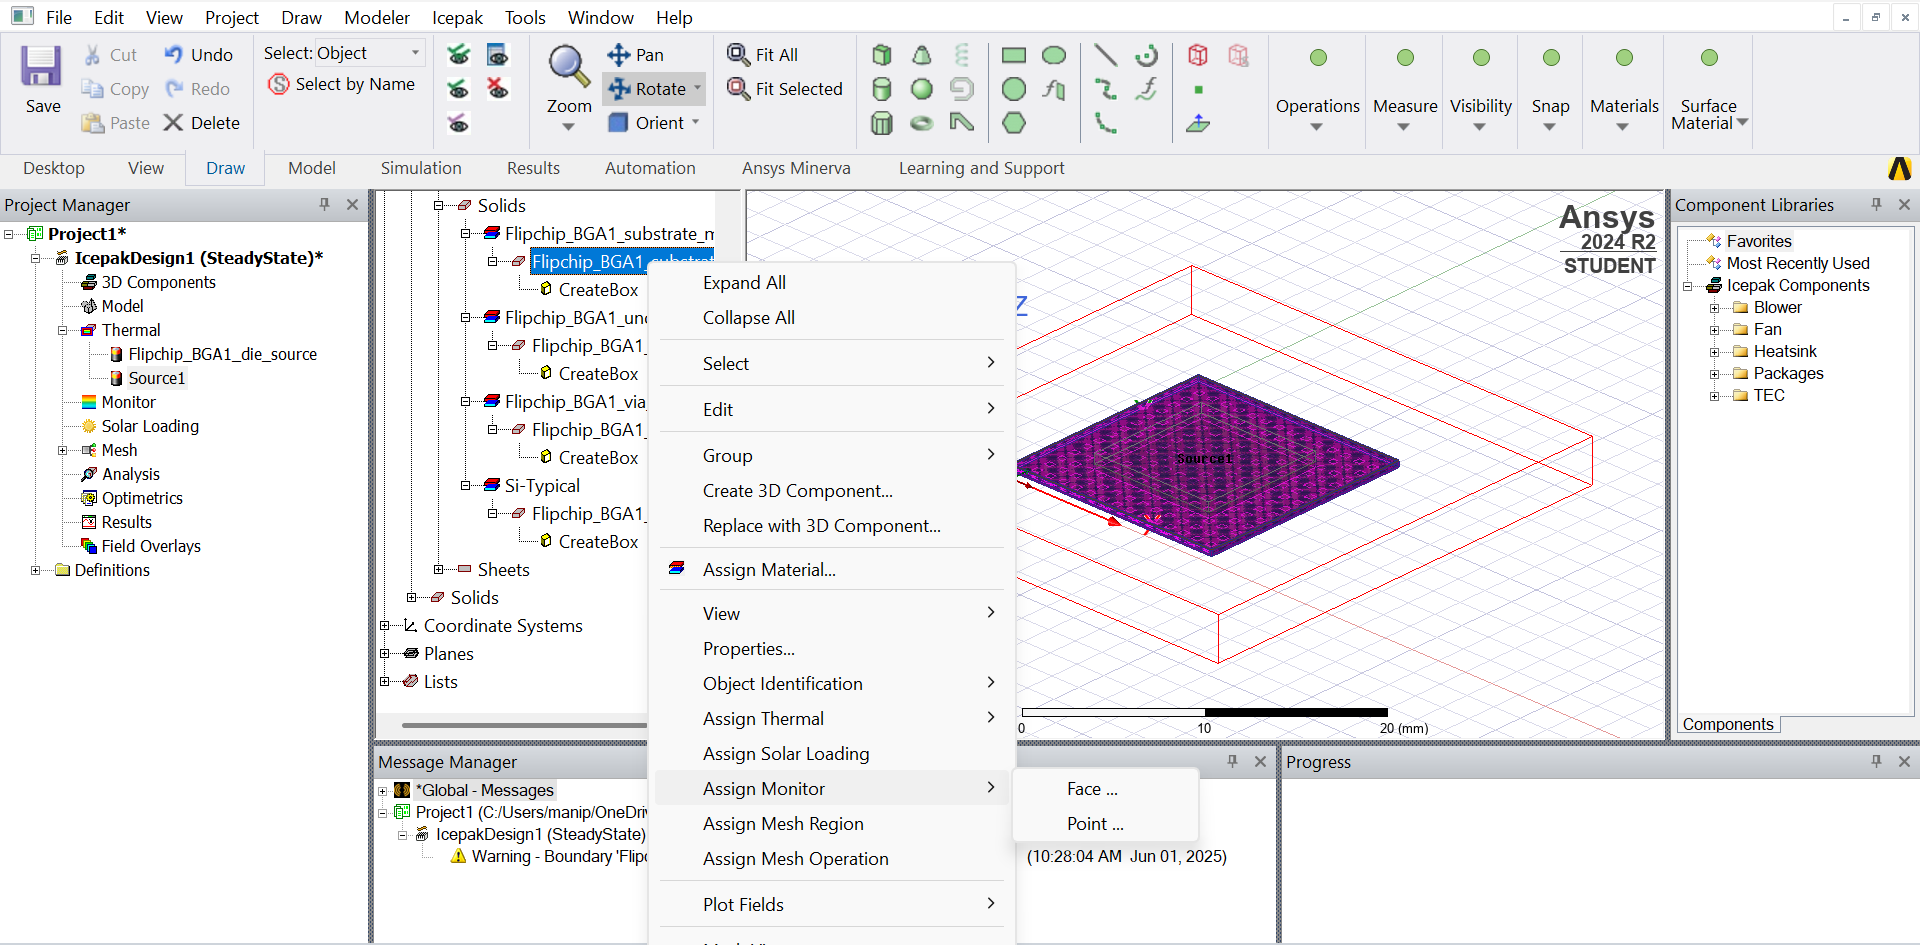 File Edit View Project Draw Modeler Icepak Tools Window Help
Save
Cut
Copy
Paste
Undo
Redo
Delete
Select: Object
Select by Name
Zoom
Pan
Rotate
Orient
Fit All
Fit Selected
Operations
Measure
Visibility
Snap
Materials
Surface
Material
Desktop View Draw Model Simulation Results Automation Ansys Minerva Learning and Support
Project Manager
Project1*
IcepakDesign1 (SteadyState)*
3D Components
Model
Thermal
Flipchip_BGA1_die_source
Source1
Monitor
Solar Loading
Mesh
Analysis
Optimetrics
Results
Field Overlays
Definitions
Solids
Flipchip_BGA1_substrate_m
Flipchip_BGA1_substrat
CreateBox
Flipchip_BGA1_und
Flipchip_BGA1_
CreateBox
Flipchip_BGA1_via_
Flipchip_BGA1_
CreateBox
Si-Typical
Flipchip_BGA1_
CreateBox
Sheets
Solids
Coordinate Systems
Planes
Lists
Expand All
Collapse All
Select
Edit
Group
Create 3D Component...
Replace with 3D Component...
Assign Material...
View
Properties...
Object Identification
Assign Thermal
Assign Solar Loading
Assign Monitor
Assign Mesh Region
Assign Mesh Operation
Plot Fields
Face ...
Point ...
Z
Source1
Ansys
2024 R2
STUDENT
0 10 20 (mm)
Component Libraries
Favorites
Most Recently Used
Icepak Components
Blower
Fan
Heatsink
Packages
TEC
Components
Message Manager
*Global - Messages
Project1 (C:/Users/manip/OneDri
IcepakDesign1 (SteadyState)
Warning - Boundary 'Flipc
(10:28:04 AM Jun 01, 2025)
Progress